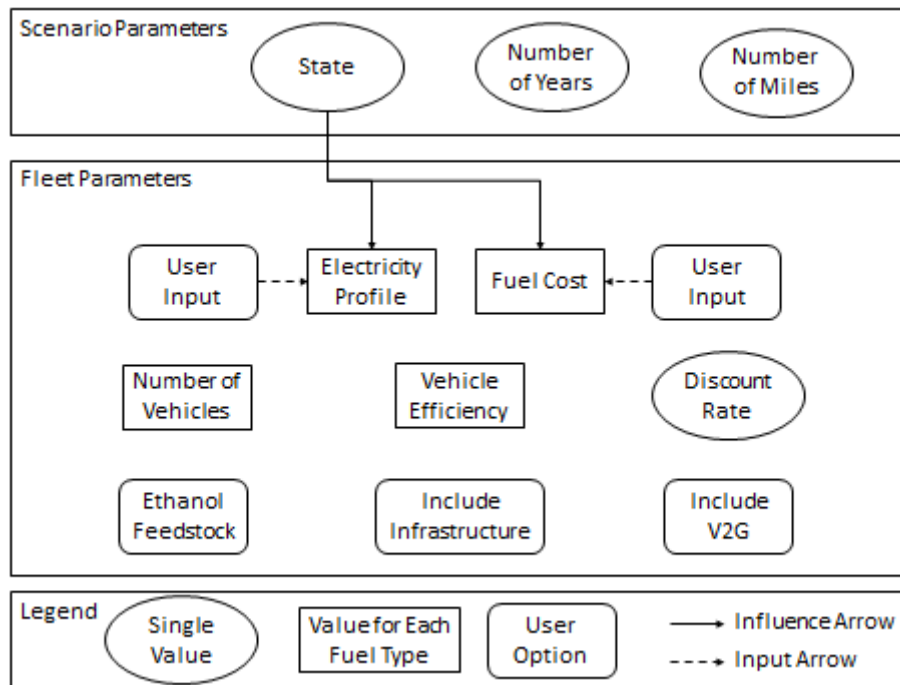 Scenario Parameters
State
Number
of Years
Number
of Miles
Fleet Parameters
User
Input
Electricity
Profile
Fuel Cost
User
Input
Number of
Vehicles
Vehicle
Efficiency
Discount
Rate
Ethanol
Feedstock
Include
Infrastructure
Include
V2G
Legend
Single
Value
Value for Each
Fuel Type
User
Option
Influence Arrow
Input Arrow